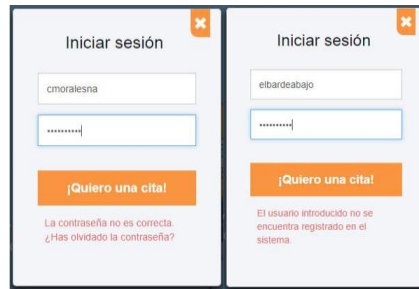 Iniciar sesión
cmoralesna
••••••••••
¡Quiero una cita!
La contraseña no es correcta.
¿Has olvidado la contraseña?
Iniciar sesión
elbardeabajo
••••••••••
¡Quiero una cita!
El usuario introducido no se
encuentra registrado en el
sistema.